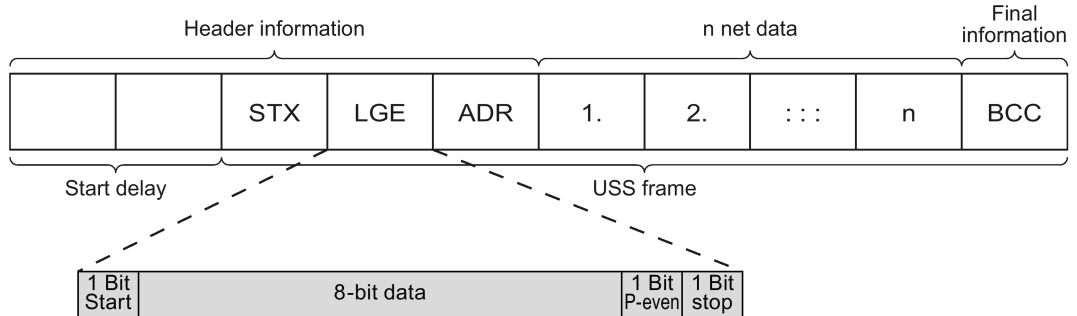 Header information
n net data
Final
information
STX
LGE
ADR
1.
2.
: : :
n
BCC
Start delay
USS frame
1 Bit
Start
8-bit data
1 Bit
P-even
1 Bit
stop